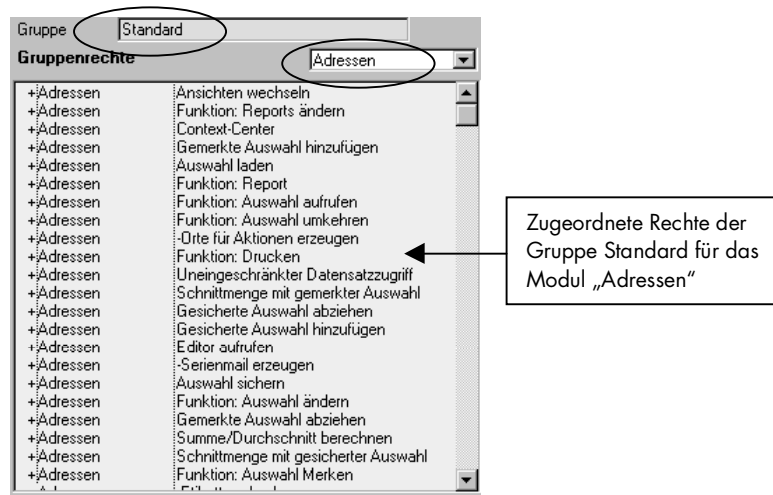 Gruppe Standard
Gruppenrechte Adressen
+ Adressen Ansichten wechseln
+ Adressen Funktion: Reports ändern
+ Adressen Context-Center
+ Adressen Gemerkte Auswahl hinzufügen
+ Adressen Auswahl laden
+ Adressen Funktion: Report
+ Adressen Funktion: Auswahl aufrufen
+ Adressen Funktion: Auswahl umkehren
+ Adressen -Orte für Aktionen erzeugen
+ Adressen Funktion: Drucken
+ Adressen Uneingeschränkter Datensatzzugriff
+ Adressen Schnittmenge mit gemerkter Auswahl
+ Adressen Gesicherte Auswahl abziehen
+ Adressen Gesicherte Auswahl hinzufügen
+ Adressen Editor aufrufen
+ Adressen -Serienmail erzeugen
+ Adressen Auswahl sichern
+ Adressen Funktion: Auswahl ändern
+ Adressen Gemerkte Auswahl abziehen
+ Adressen Summe/Durchschnitt berechnen
+ Adressen Schnittmenge mit gesicherter Auswahl
+ Adressen Funktion: Auswahl Merken
Zugeordnete Rechte der
Gruppe Standard für das
Modul „Adressen“